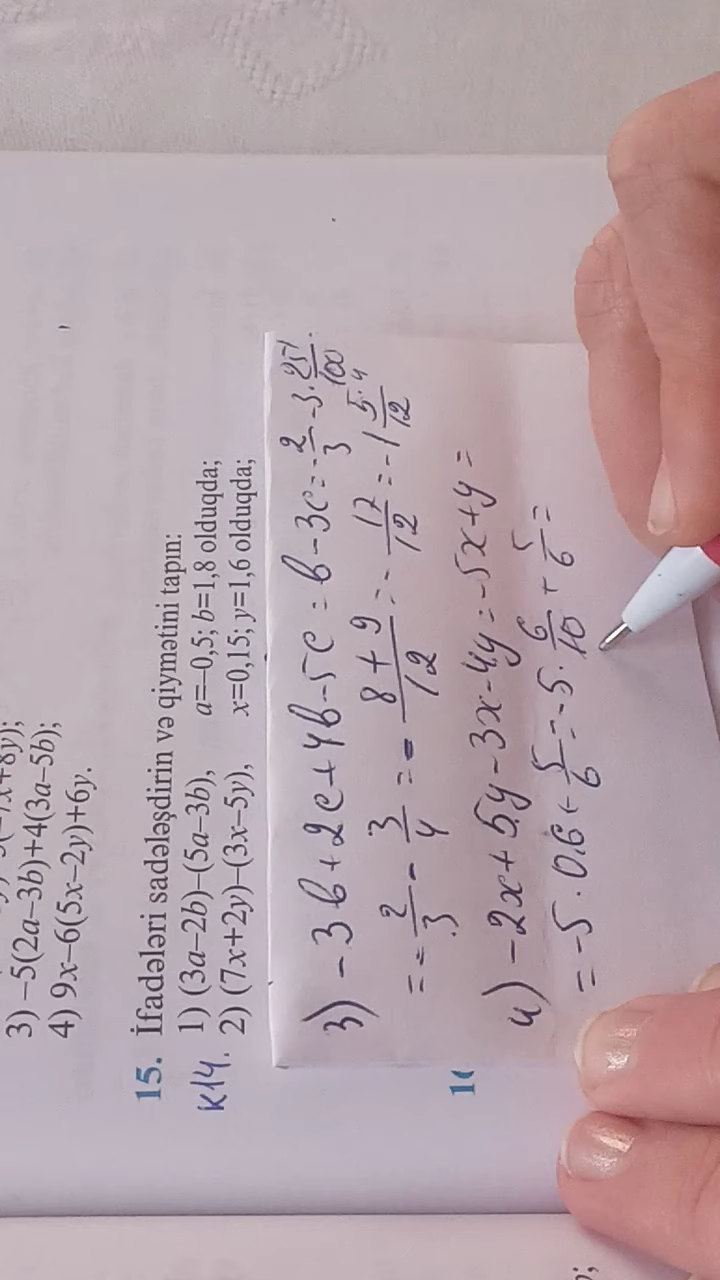 3) –5(2a–3b)+4(3a–5b);
4) 9x–6(5x–2y)+6y.
15. İfadələri sadələşdirin və qiymətini tapın:
1) (3a–2b)–(5a–3b), a=–0,5; b=1,8 olduqda;
K14. 2) (7x+2y)–(3x–5y), x=0,15; y=1,6 olduqda;
3) -3b+2c+4b-5c=b-3c=-2/3-3·25/100=
=-2/3-3/4=-8+9/12=-17/12=-1 5/12
4) -2x+5y-3x-4y=-5x+y=
=-5·0,6+5/6=-5·6/10+5/6=